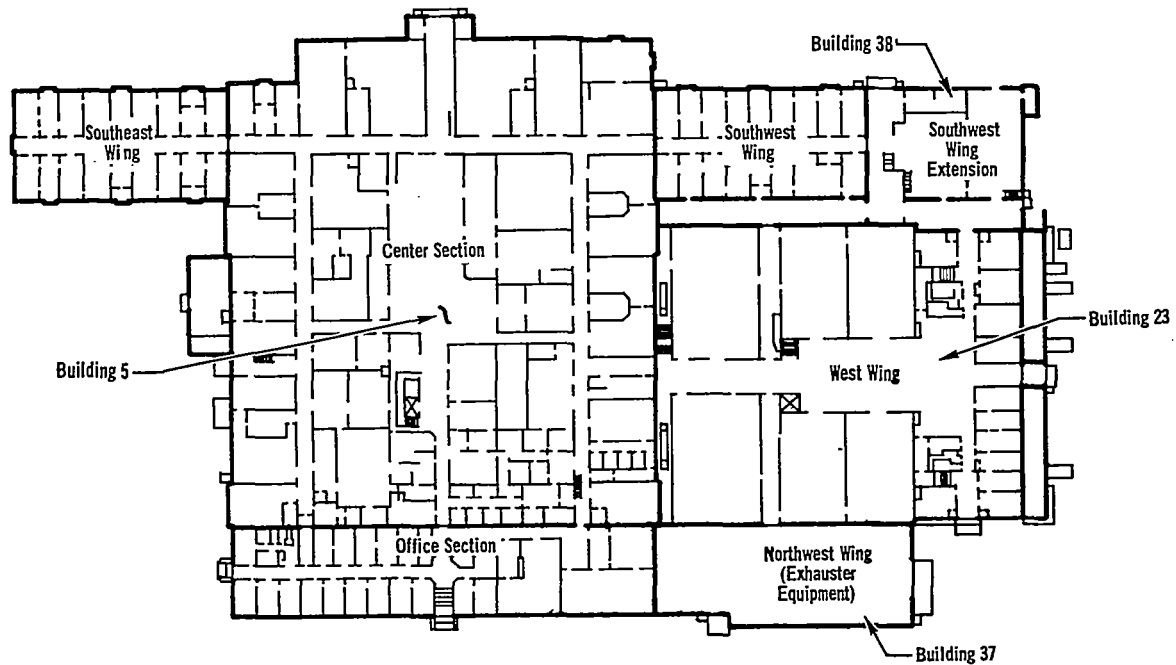 Building 38
Southeast
Wing
Southwest
Wing
Southwest
Wing
Extension
Center Section
Building 23
Building 5
West Wing
Office Section
Northwest Wing
(Exhauster
Equipment)
Building 37